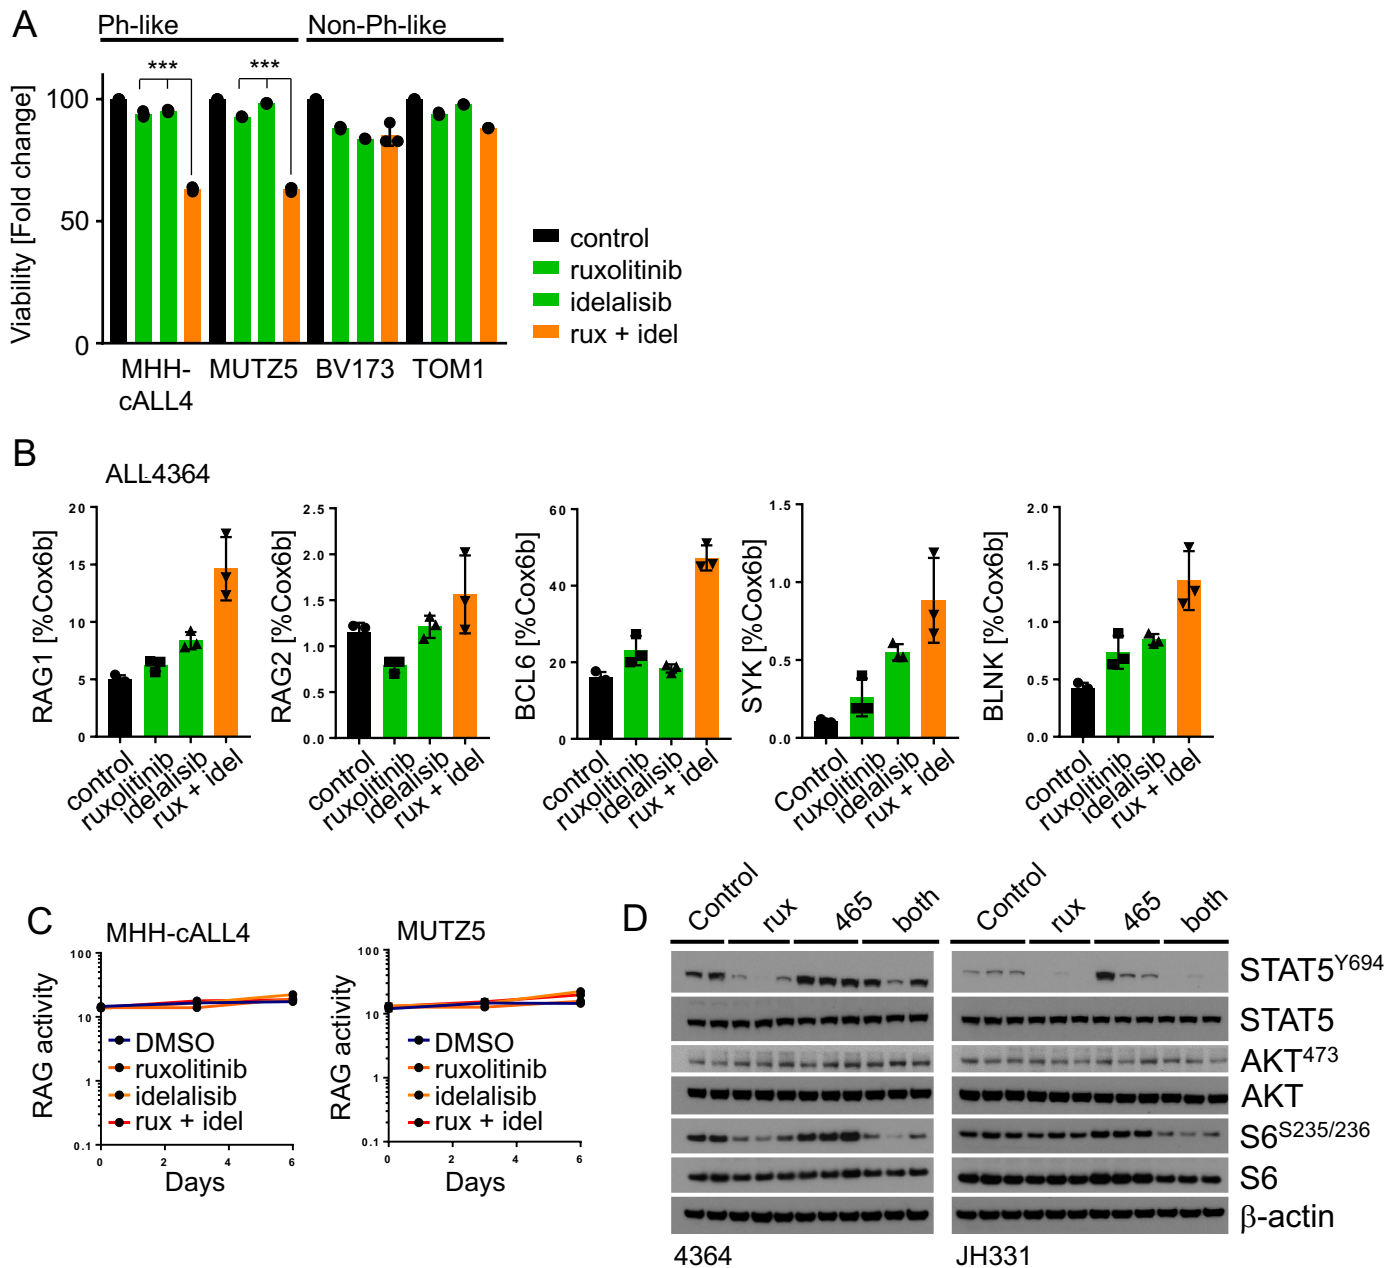 A
Ph-like
Non-Ph-like
***
***
Viability [Fold change]
100
50
0
MHH-
cALL4
MUTZ5
BV173
TOM1
control
ruxolitinib
idelalisib
rux + idel
B
ALL4364
RAG1 [%Cox6b]
20
15
10
5
0
control
ruxolitinib
idelalisib
rux + idel
RAG2 [%Cox6b]
2.5
2.0
1.5
1.0
0.5
0.0
control
ruxolitinib
idelalisib
rux + idel
BCL6 [%Cox6b]
60
40
20
0
control
ruxolitinib
idelalisib
rux + idel
SYK [%Cox6b]
1.5
1.0
0.5
0.0
Control
ruxolitinib
idelalisib
rux + idel
BLNK [%Cox6b]
2.0
1.5
1.0
0.5
0.0
control
ruxolitinib
idelalisib
rux + idel
C
MHH-cALL4
RAG activity
100
10
1
0.1
DMSO
ruxolitinib
idelalisib
rux + idel
0 2 4 6
Days
MUTZ5
RAG activity
100
10
1
0.1
DMSO
ruxolitinib
idelalisib
rux + idel
0 2 4 6
Days
D
Control rux 465 both
Control rux 465 both
STAT5Y694
STAT5
AKT473
AKT
S6S235/236
S6
β-actin
4364
JH331